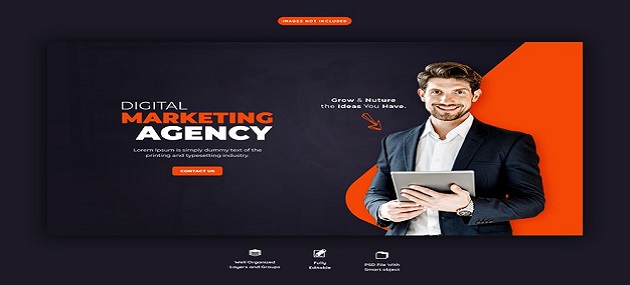 IMAGES NOT INCLUDED
DIGITAL
MARKETING
AGENCY
Lorem Ipsum is simply dummy text of the
printing and typesetting industry.
CONTACT US
Grow & Nuture
the Ideas You Have.
Well Organized
Layers and Groups
Fully
Editable
PSD File With
Smart object